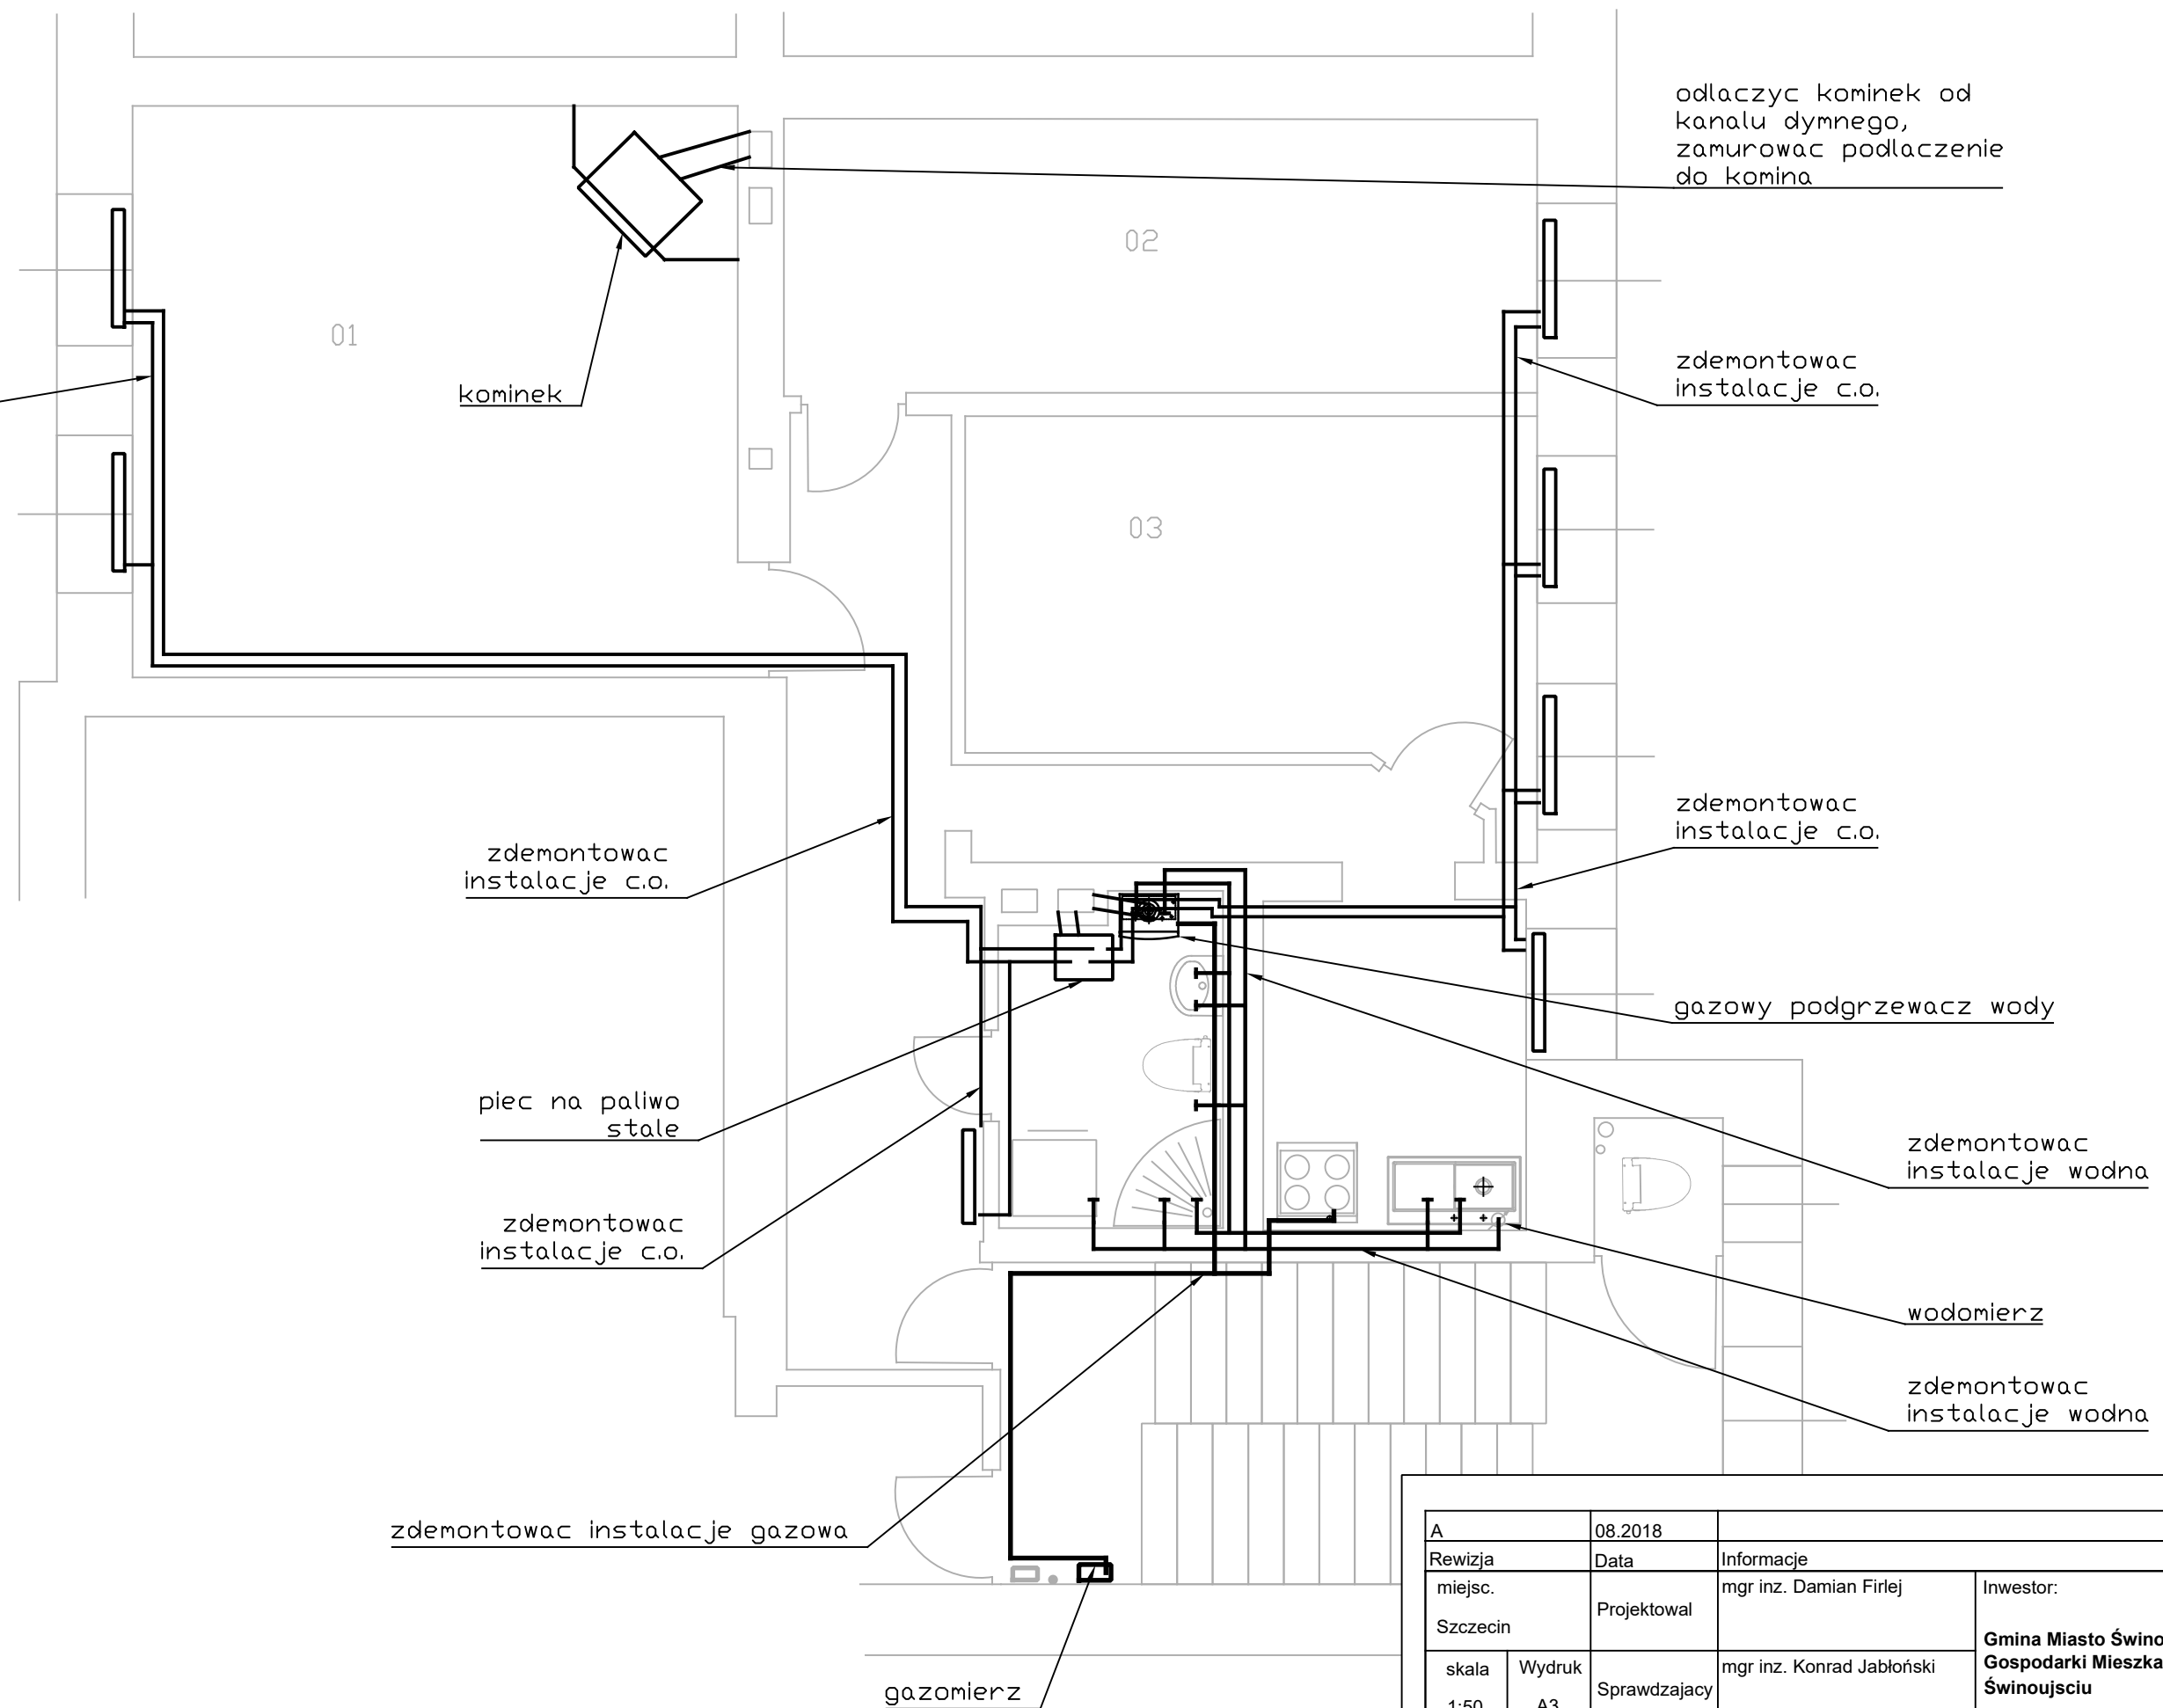 odlaczyc kominek od
kanalu dymnego,
zamurowac podlaczenie
do komina
02
01
kominek
zdemontowac
instalacje c.o.
03
zdemontowac
instalacje c.o.
zdemontowac
instalacje c.o.
gazowy podgrzewacz wody
piec na paliwo
stale
zdemontowac
instalacje wodna
zdemontowac
instalacje c.o.
wodomierz
zdemontowac
instalacje wodna
zdemontowac instalacje gazowa
gazomierz
A 08.2018
Rewizja Data Informacje
miejsc.
Szczecin
Projektowal
mgr inz. Damian Firlej
Inwestor:
Gmina Miasto Świno
Gospodarki Mieszka
Świnoujsciu
skala Wydruk
1:50 A3
Sprawdzajacy
mgr inz. Konrad Jabłoński